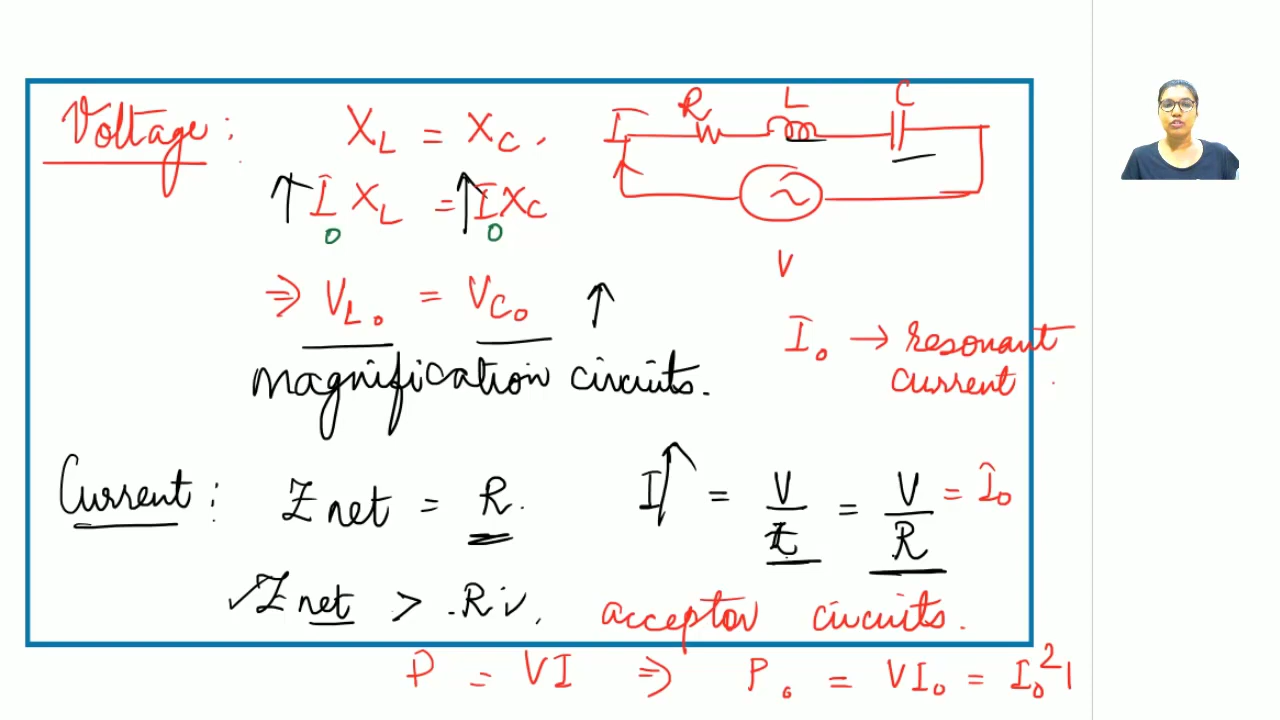 Voltage : X_L = X_C .
I R L C
↑ I_0 X_L = ↑ I_0 X_C
V
⇒ V_L0 = V_C0 ↑
I_0 → resonant current
magnification circuits.
Current : Z net = R. I↑ = V/Z = V/R = I_0
✓ Z net > R
acceptor circuits.
P = VI ⇒ P_0 = VI_0 = I_0^2